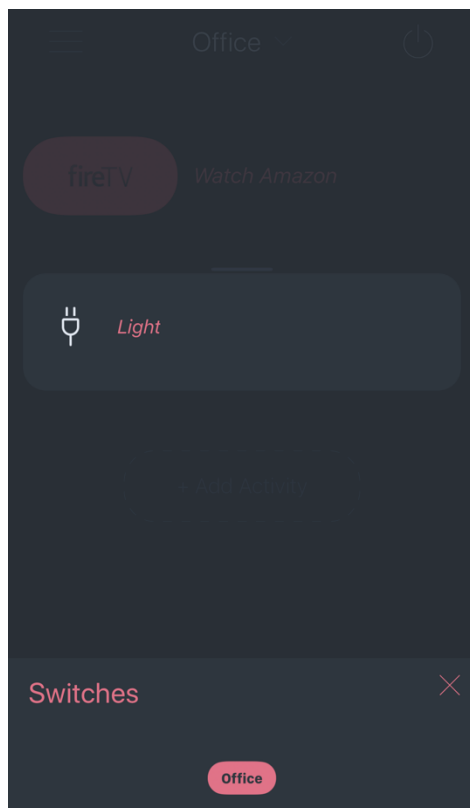 Office
fireTV
Watch Amazon
Light
+ Add Activity
Switches
Office